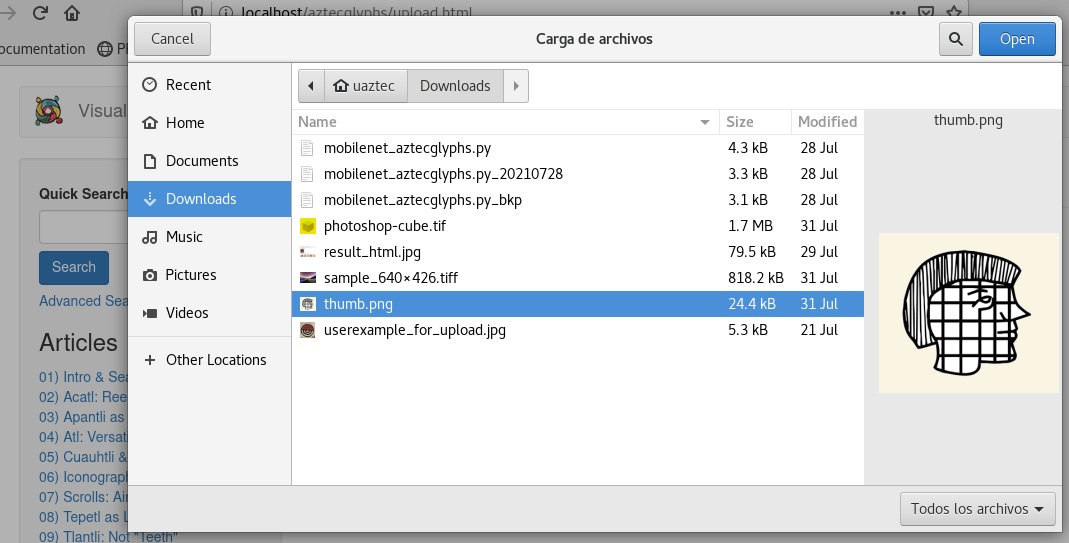 localhost/aztecglyphs/upload.html
ocumentation
Cancel
Carga de archivos
Open
Visual
Quick Search
Search
Advanced Sea
Articles
01) Intro & Sea
02) Acatl: Ree
03) Apantli as
04) Atl: Versati
05) Cuauhtli &
06) Iconograph
07) Scrolls: Air
08) Tepetl as L
09) Tlantli: Not "Teeth"
Recent
Home
Documents
Downloads
Music
Pictures
Videos
Other Locations
uaztec
Downloads
Name Size Modified
mobilenet_aztecglyphs.py 4.3 kB 28 Jul
mobilenet_aztecglyphs.py_20210728 3.3 kB 28 Jul
mobilenet_aztecglyphs.py_bkp 3.1 kB 28 Jul
photoshop-cube.tif 1.7 MB 31 Jul
result_html.jpg 79.5 kB 29 Jul
sample_640×426.tiff 818.2 kB 31 Jul
thumb.png 24.4 kB 31 Jul
userexample_for_upload.jpg 5.3 kB 21 Jul
thumb.png
Todos los archivos